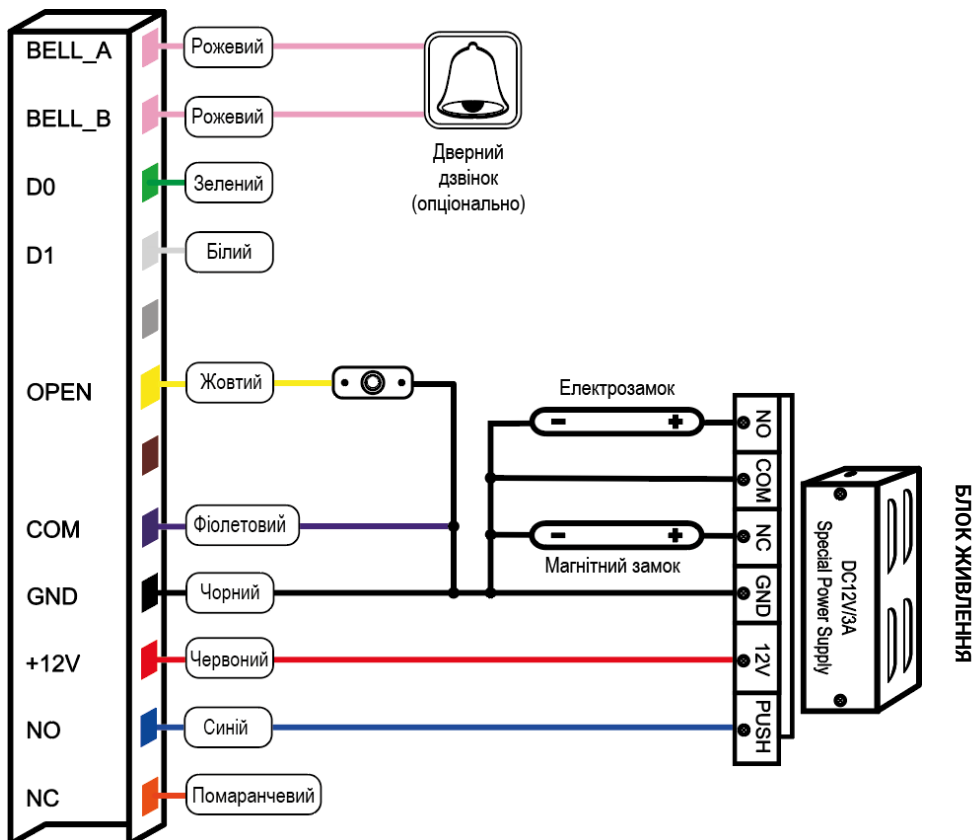 BELL_A
Рожевий
BELL_B
Рожевий
Дверний
дзвінок
(опціонально)
D0
Зелений
D1
Білий
OPEN
Жовтий
Електрозамок
- +
NO
COM
NC
GND
12V
PUSH
- +
Магнітний замок
COM
Фіолетовий
GND
Чорний
+12V
Червоний
NO
Синій
NC
Помаранчевий
DC12V/3A
Special Power Supply
БЛОК ЖИВЛЕННЯ